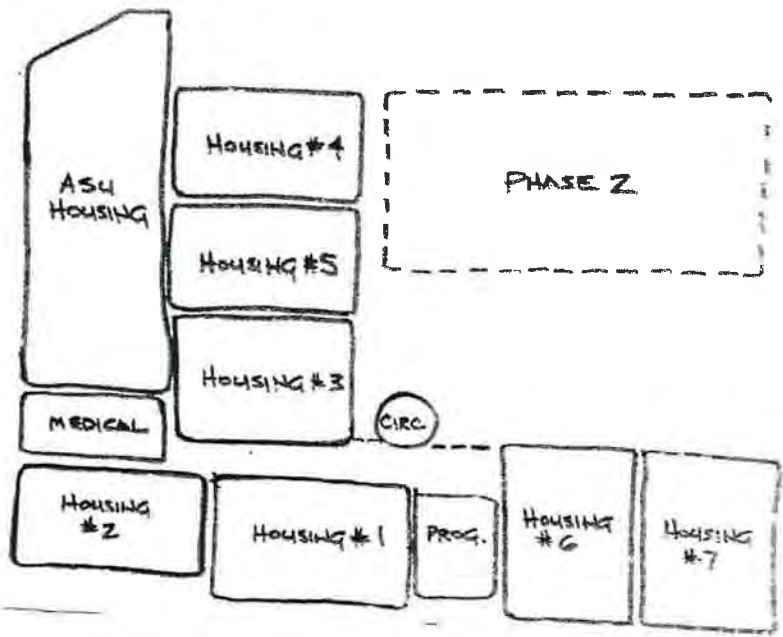 HOUSING #4
ASU
HOUSING
PHASE 2
HOUSING #5
HOUSING #3
MEDICAL
CIRC.
HOUSING
#2
HOUSING #1
PROG.
HOUSING
#6
HOUSING
#7